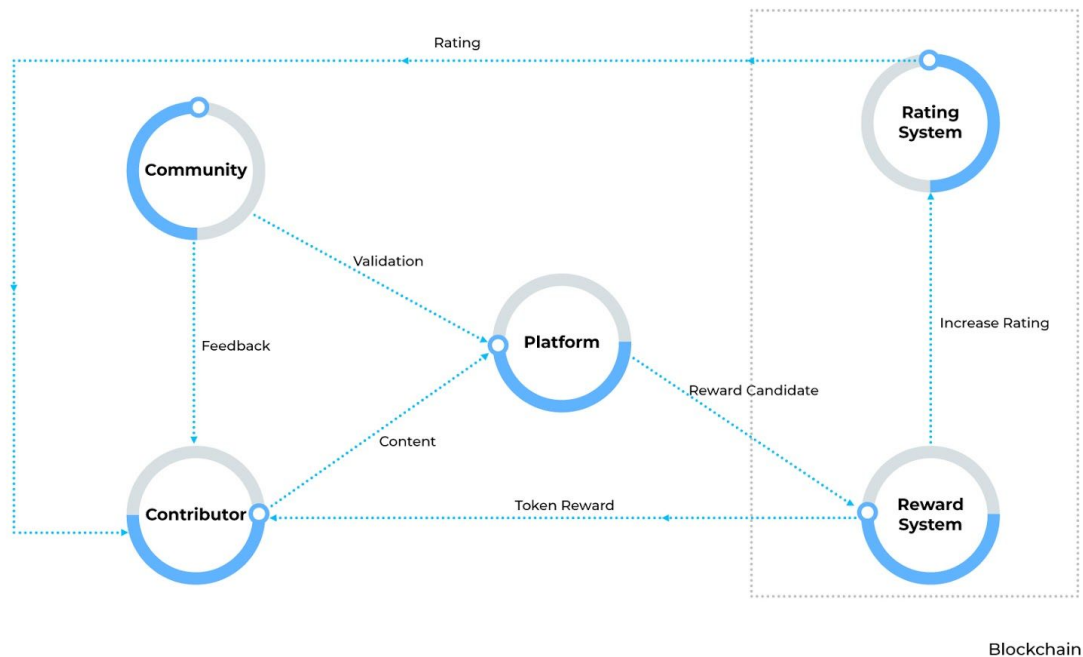 Rating
Rating
System
Community
Validation
Platform
Increase Rating
Feedback
Reward Candidate
Content
Token Reward
Contributor
Reward
System
Blockchain